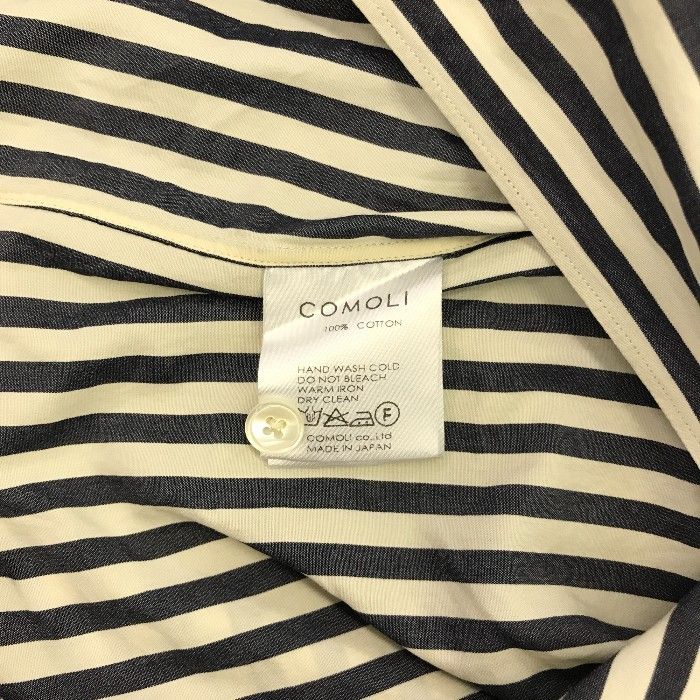 COMOLI
100% COTTON
HAND WASH COLD
DO NOT BLEACH
WARM IRON
DRY CLEAN
F
COMOLI co.,Ltd
MADE IN JAPAN